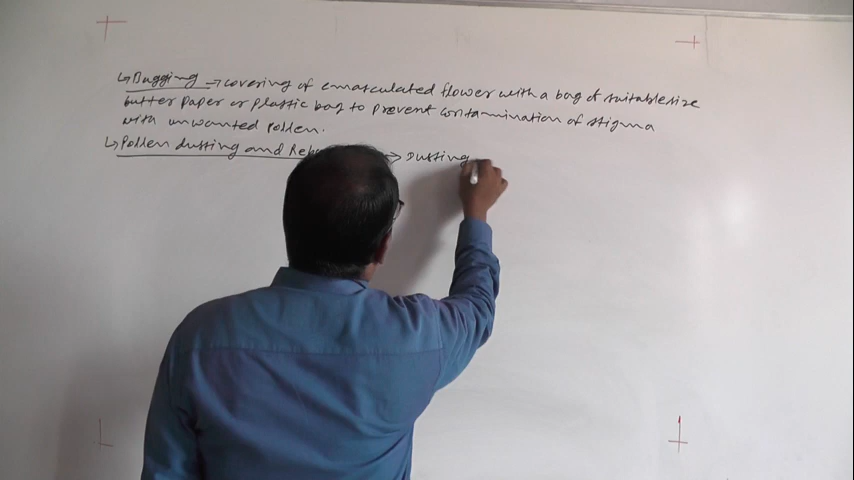 ↳ Bagging → covering of emasculated flower with a bag of suitable size
butter paper or plastic bag to prevent contamination of stigma
with unwanted pollen.
↳ Pollen dusting and → Dusting